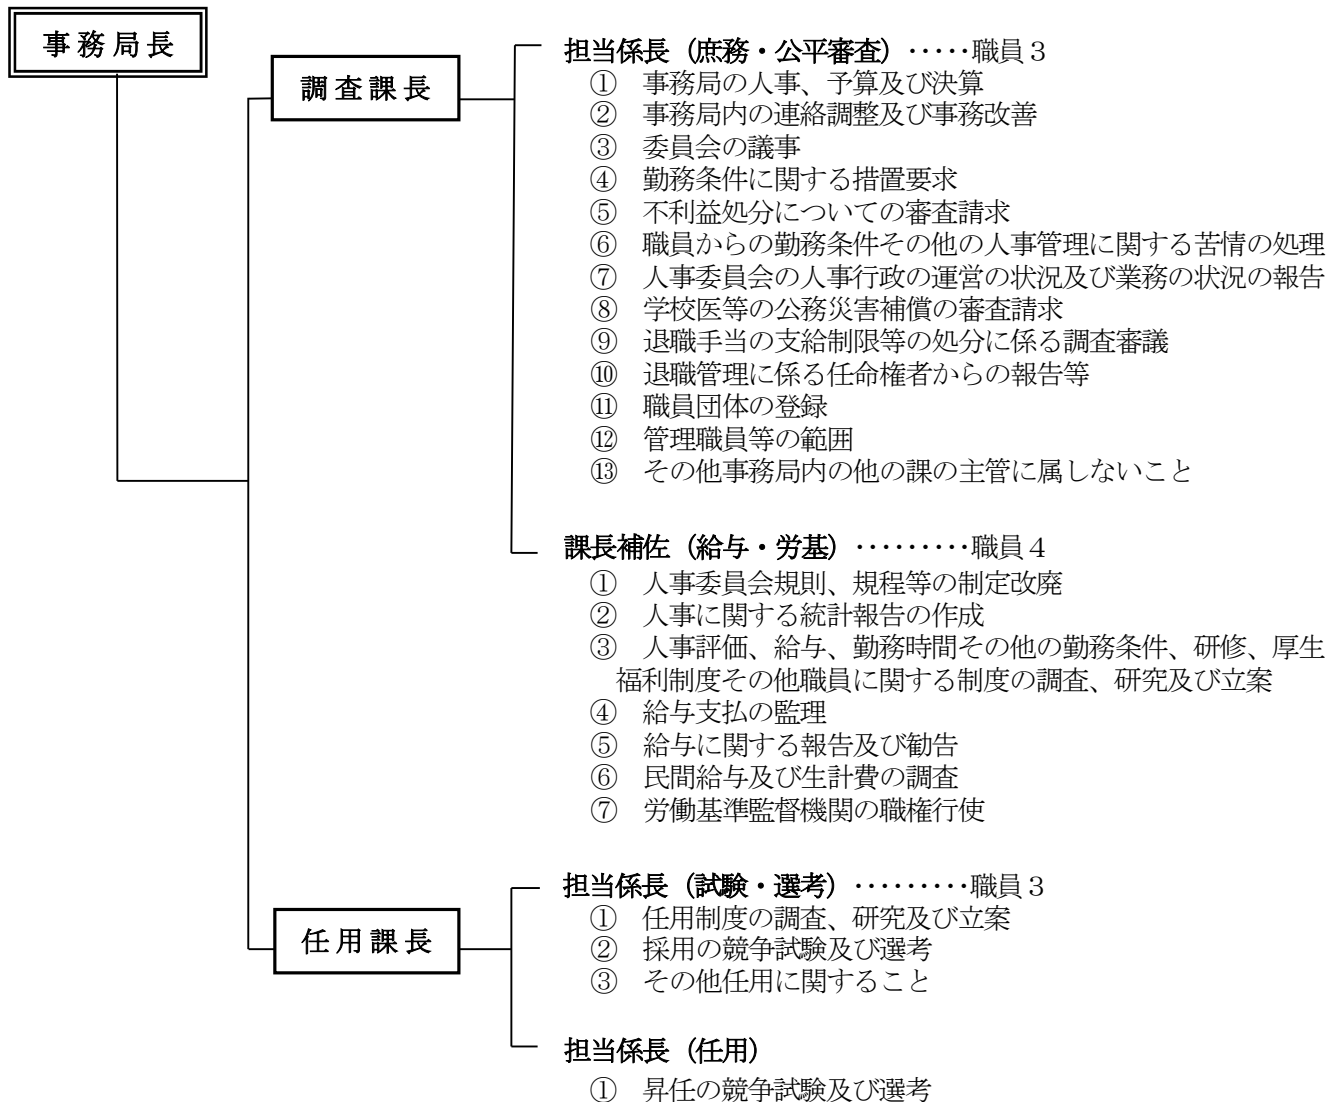 事務局長
調査課長
担当係長（庶務・公平審査）・・・・・職員３
①　事務局の人事、予算及び決算
②　事務局内の連絡調整及び事務改善
③　委員会の議事
④　勤務条件に関する措置要求
⑤　不利益処分についての審査請求
⑥　職員からの勤務条件その他の人事管理に関する苦情の処理
⑦　人事委員会の人事行政の運営の状況及び業務の状況の報告
⑧　学校医等の公務災害補償の審査請求
⑨　退職手当の支給制限等の処分に係る調査審議
⑩　退職管理に係る任命権者からの報告等
⑪　職員団体の登録
⑫　管理職員等の範囲
⑬　その他事務局内の他の課の主管に属しないこと
課長補佐（給与・労基）・・・・・・・・・職員４
①　人事委員会規則、規程等の制定改廃
②　人事に関する統計報告の作成
③　人事評価、給与、勤務時間その他の勤務条件、研修、厚生
福利制度その他職員に関する制度の調査、研究及び立案
④　給与支払の監理
⑤　給与に関する報告及び勧告
⑥　民間給与及び生計費の調査
⑦　労働基準監督機関の職権行使
任用課長
担当係長（試験・選考）・・・・・・・・・職員３
①　任用制度の調査、研究及び立案
②　採用の競争試験及び選考
③　その他任用に関すること
担当係長（任用）
①　昇任の競争試験及び選考